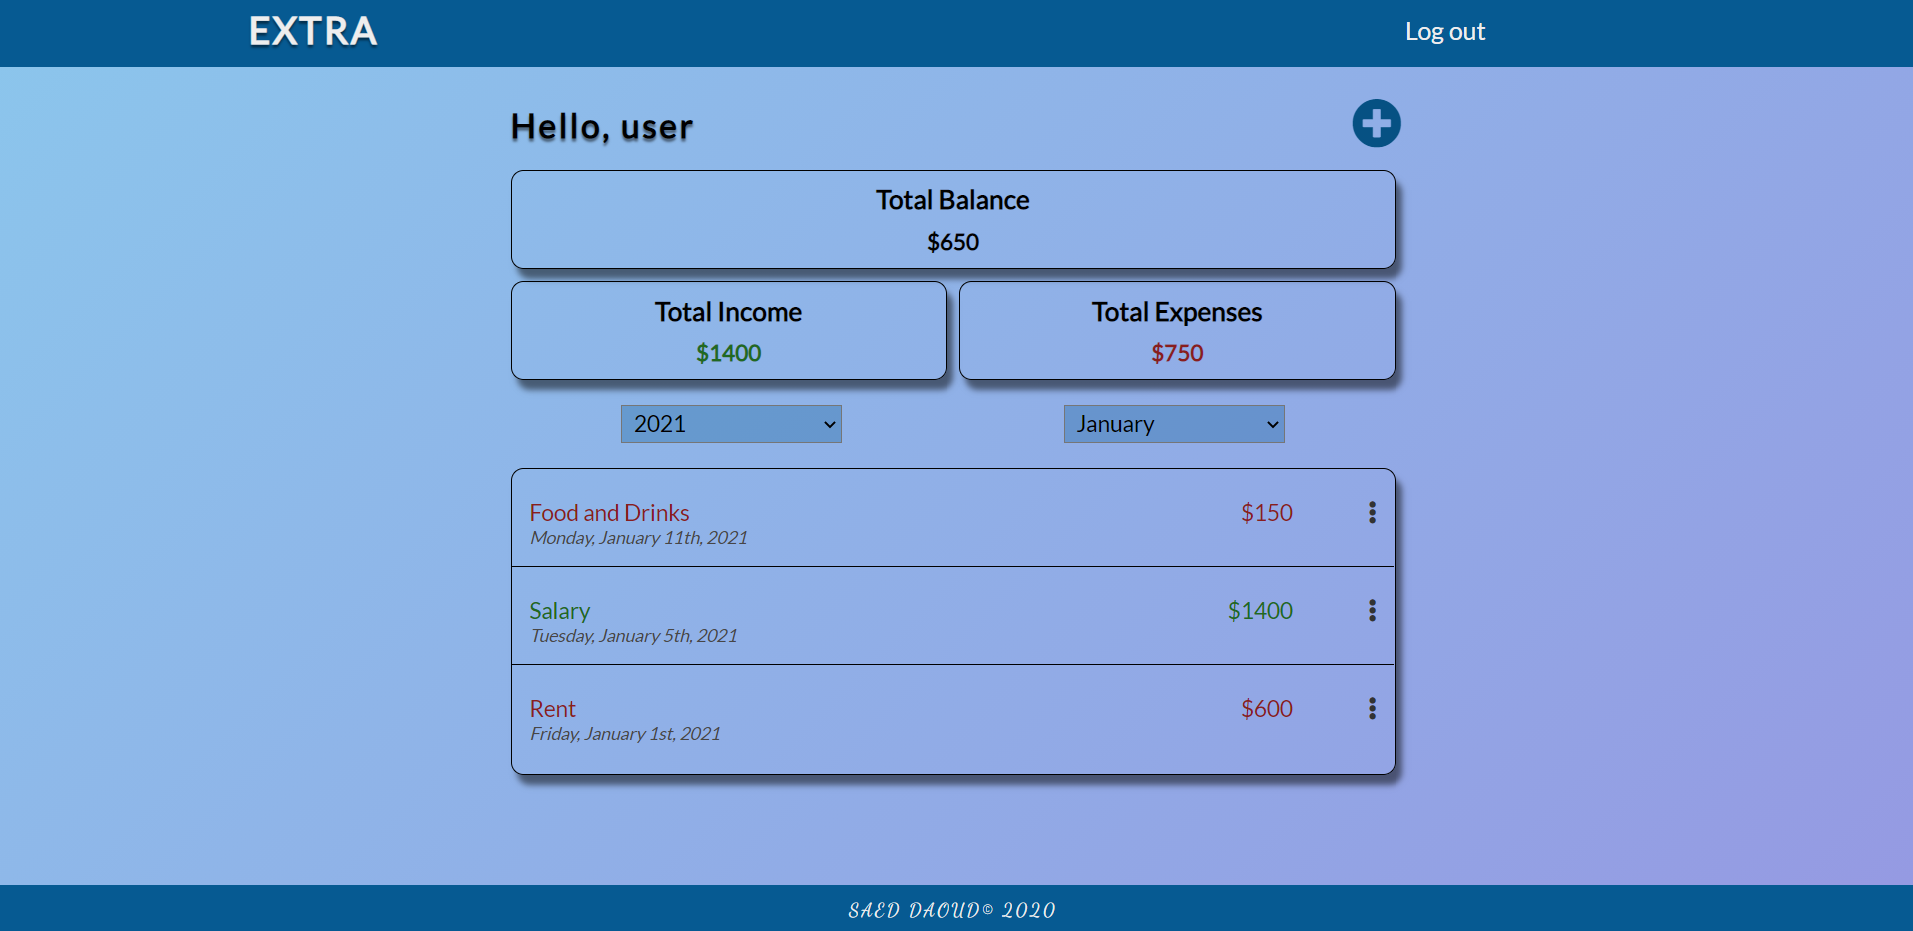 EXTRA
Log out
Hello, user
Total Balance
$650
Total Income
$1400
Total Expenses
$750
2021
January
Food and Drinks
$150
Monday, January 11th, 2021
Salary
$1400
Tuesday, January 5th, 2021
Rent
$600
Friday, January 1st, 2021
SAED DAOUD© 2020